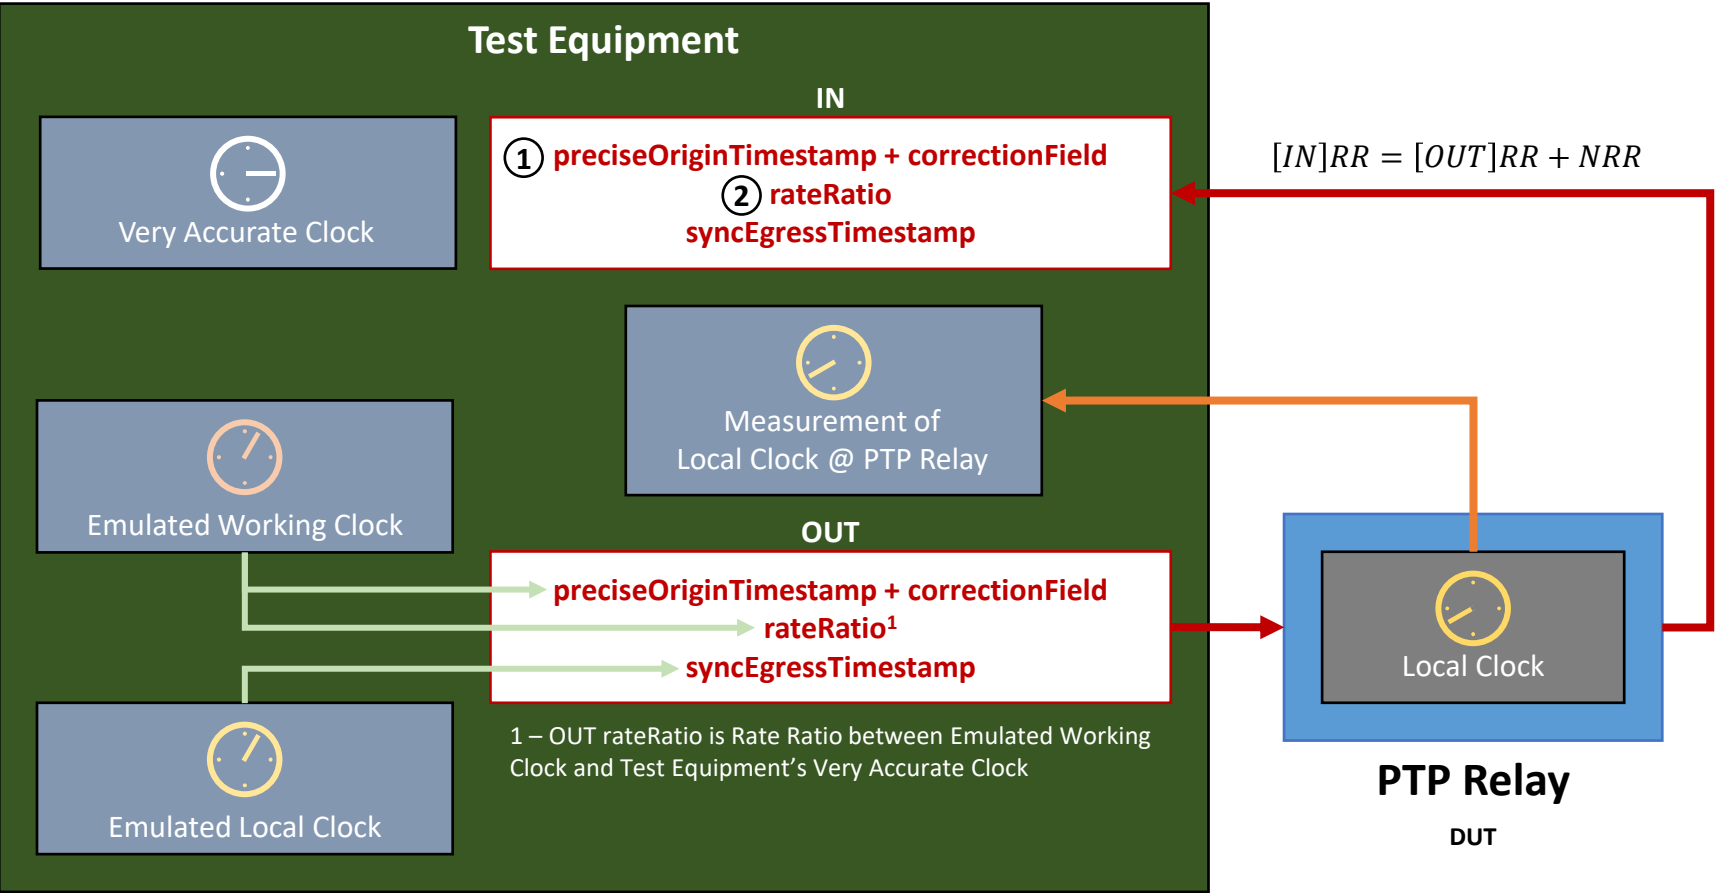 Test Equipment
IN
Very Accurate Clock
1 preciseOriginTimestamp + correctionField
2 rateRatio
syncEgressTimestamp
[IN]RR = [OUT]RR + NRR
Measurement of
Local Clock @ PTP Relay
Emulated Working Clock
OUT
preciseOriginTimestamp + correctionField
rateRatio¹
syncEgressTimestamp
Local Clock
1 – OUT rateRatio is Rate Ratio between Emulated Working
Clock and Test Equipment's Very Accurate Clock
Emulated Local Clock
PTP Relay
DUT